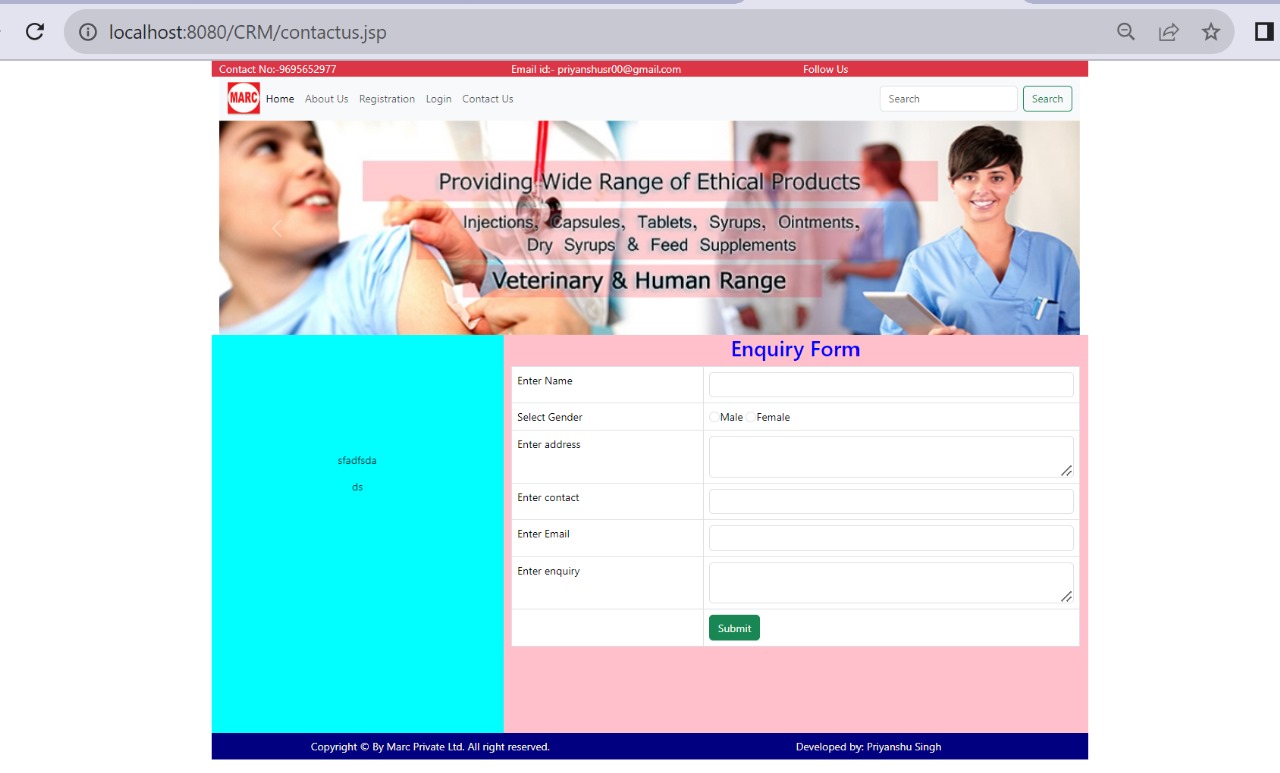 localhost:8080/CRM/contactus.jsp
Contact No:-9695652977 Email id:- priyanshusr00@gmail.com Follow Us
MARC Home About Us Registration Login Contact Us Search Search
Providing Wide Range of Ethical Products
Injections, Capsules, Tablets, Syrups, Ointments,
Dry Syrups & Feed Supplements
Veterinary & Human Range
sfadfsda
ds
Enquiry Form
Enter Name
Select Gender Male Female
Enter address
Enter contact
Enter Email
Enter enquiry
Submit
Copyright © By Marc Private Ltd. All right reserved. Developed by: Priyanshu Singh